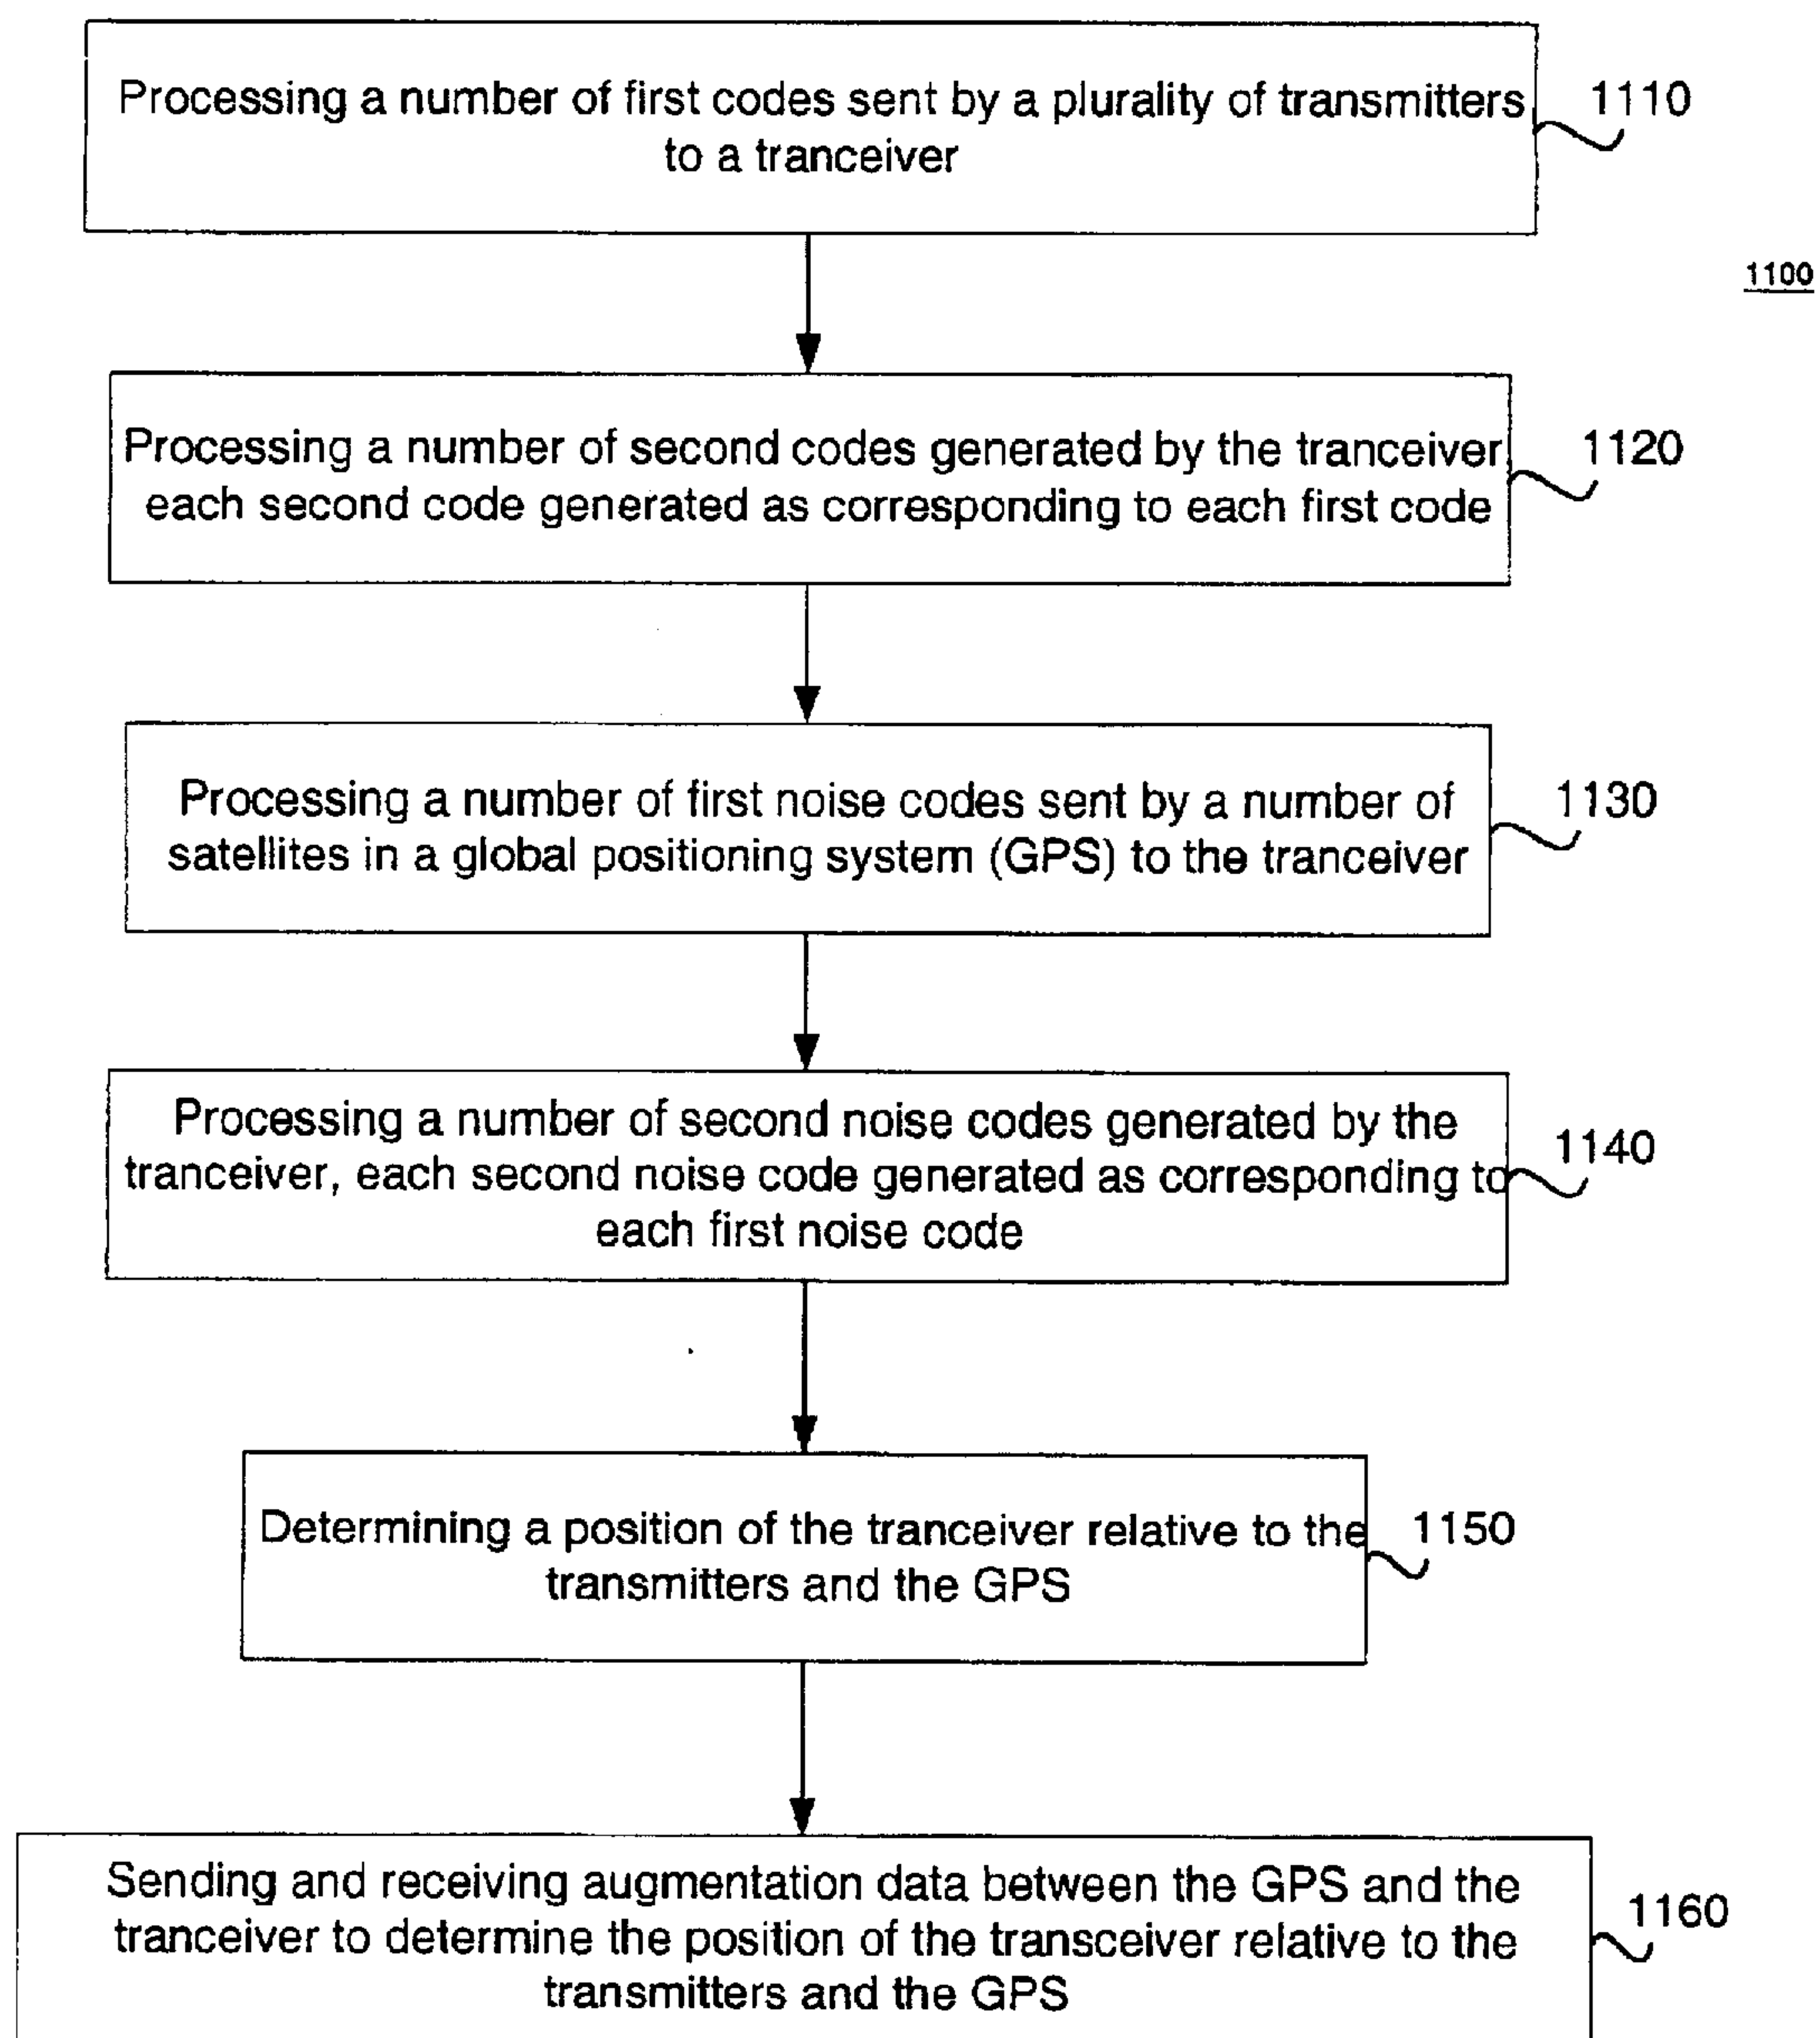 Processing a number of first codes sent by a plurality of transmitters
to a tranceiver
1110
1100
Processing a number of second codes generated by the tranceiver
each second code generated as corresponding to each first code
1120
Processing a number of first noise codes sent by a number of
satellites in a global positioning system (GPS) to the tranceiver
1130
Processing a number of second noise codes generated by the
tranceiver, each second noise code generated as corresponding to
each first noise code
1140
Determining a position of the tranceiver relative to the
transmitters and the GPS
1150
Sending and receiving augmentation data between the GPS and the
tranceiver to determine the position of the transceiver relative to the
transmitters and the GPS
1160